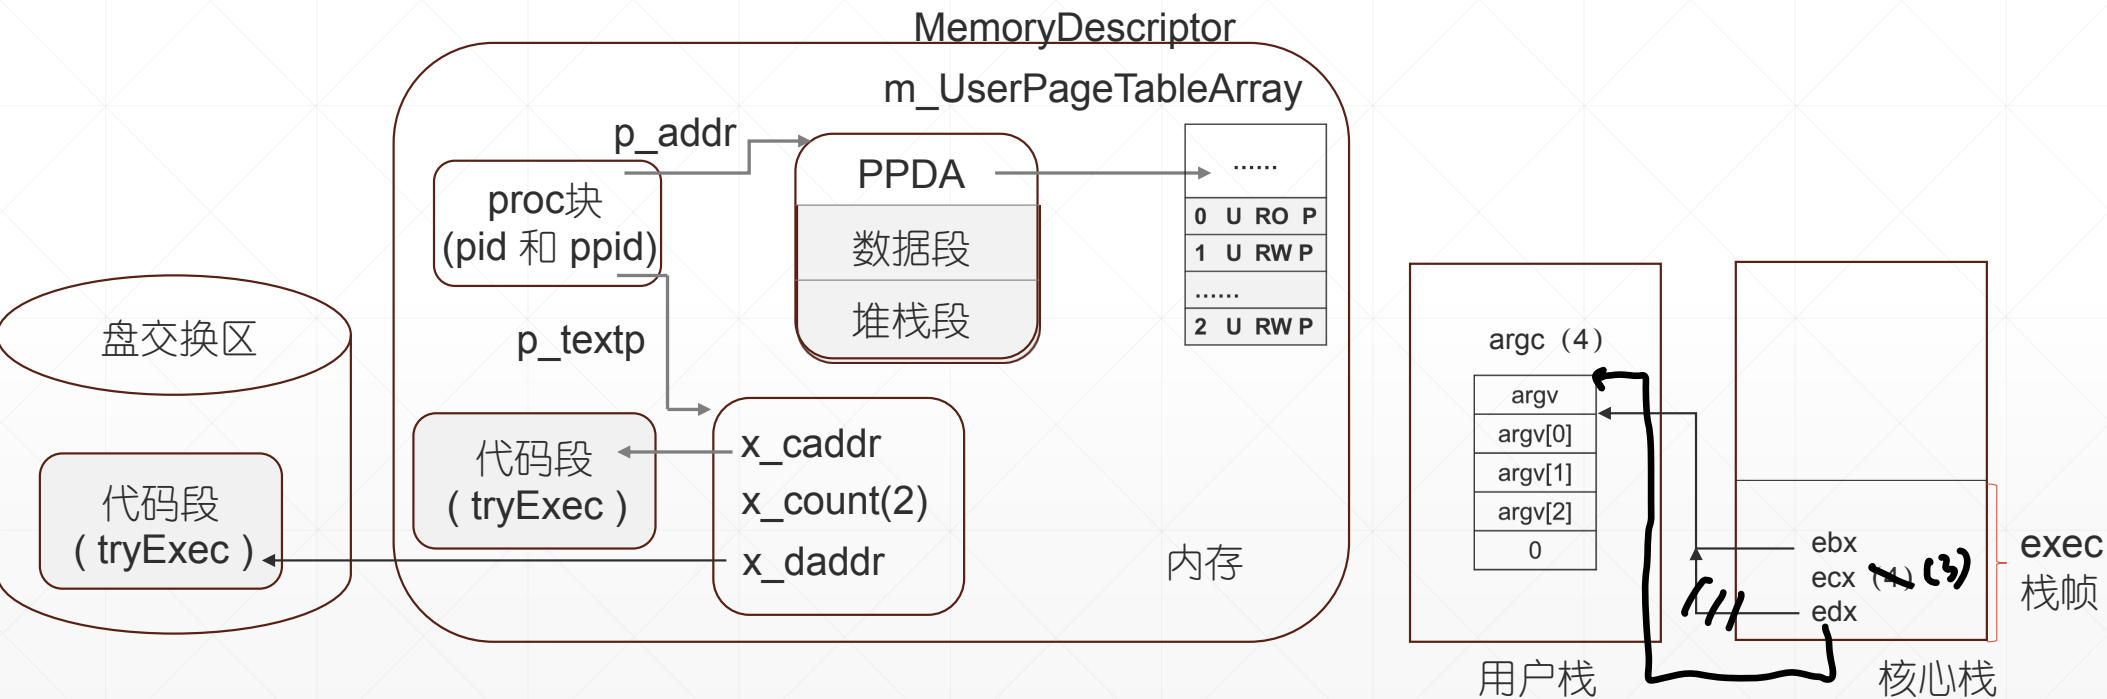 MemoryDescriptor
m_UserPageTableArray
p_addr
PPDA
......
proc块
(pid 和 ppid)
数据段
堆栈段
0 U RO P
1 U RW P
......
2 U RW P
p_textp
盘交换区
代码段
( tryExec )
代码段
( tryExec )
x_caddr
x_count(2)
x_daddr
内存
argc (4)
argv
argv[0]
argv[1]
argv[2]
0
用户栈
ebx
ecx (4) (3)
edx
核心栈
exec
栈帧